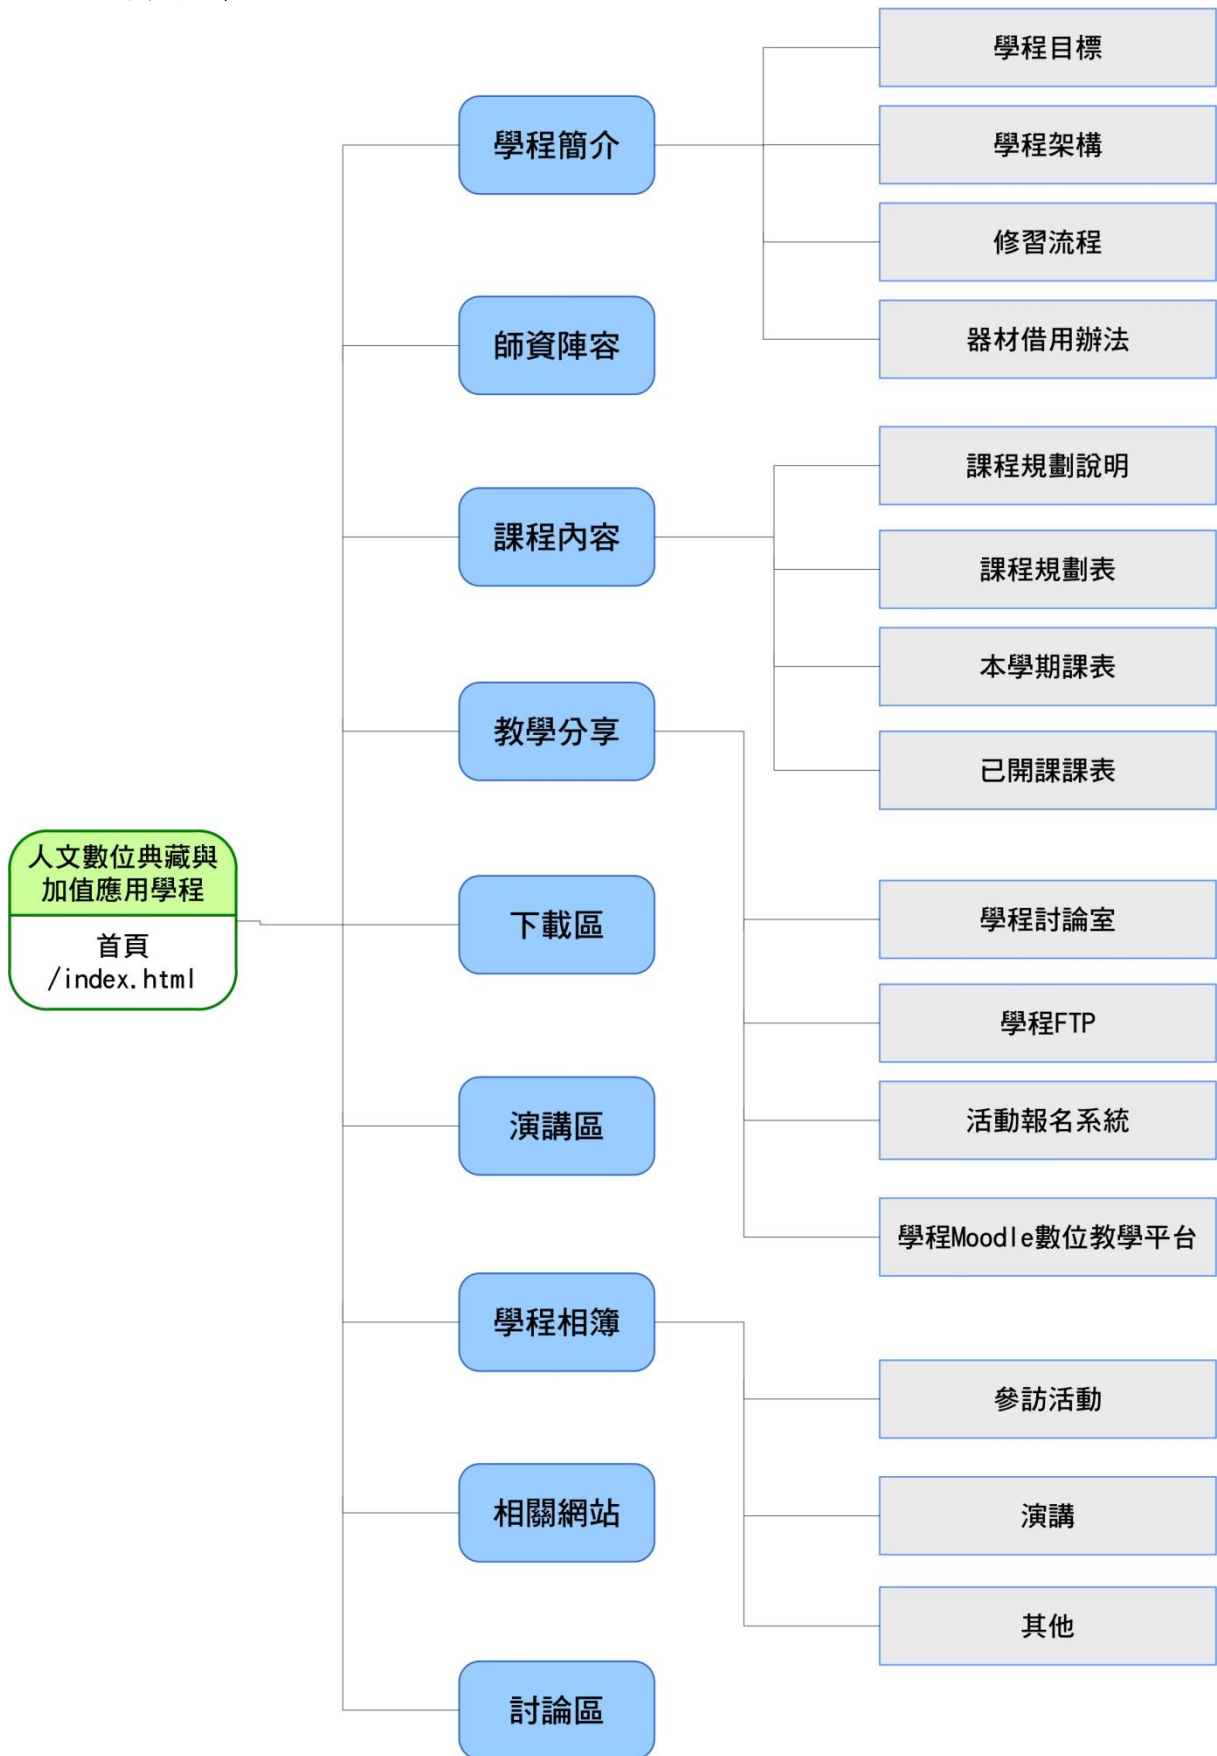 人文數位典藏與
加值應用學程
首頁
/index.html
學程簡介
學程目標
學程架構
修習流程
器材借用辦法
師資陣容
課程內容
課程規劃說明
課程規劃表
本學期課表
已開課課表
教學分享
學程討論室
學程FTP
活動報名系統
學程Moodle數位教學平台
下載區
演講區
學程相簿
參訪活動
演講
其他
相關網站
討論區